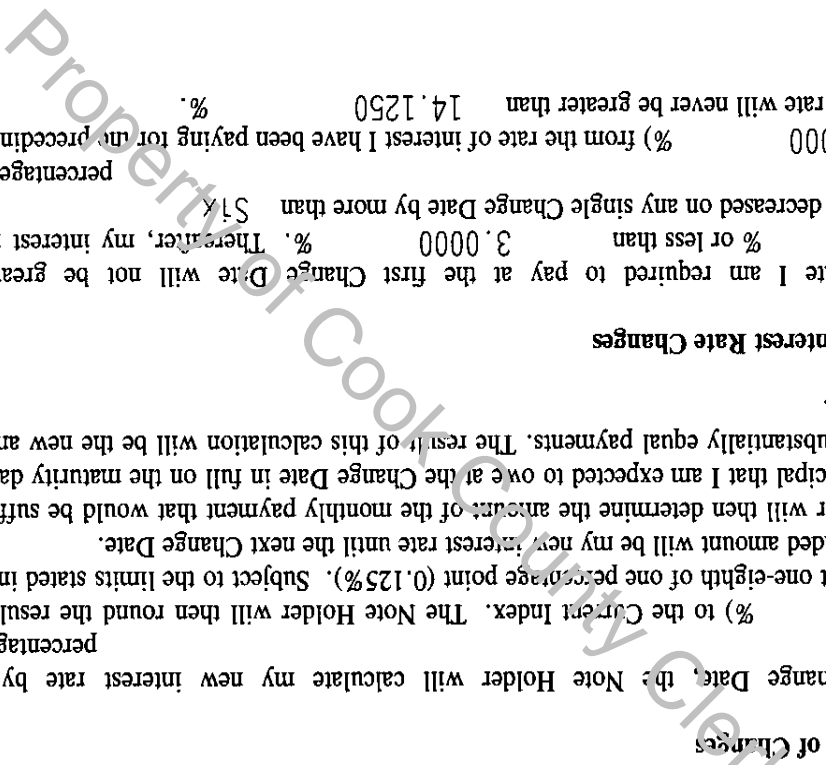 of Changes
hange Date, the Note Holder will calculate my new interest rate by
percentag
%) to the Current Index. The Note Holder will then round the resul
t one-eighth of one percentage point (0.125%). Subject to the limits stated in
ded amount will be my new interest rate until the next Change Date.
r will then determine the amount of the monthly payment that would be suff
cipal that I am expected to owe at the Change Date in full on the maturity da
ubstantially equal payments. The result of this calculation will be the new am
.
nterest Rate Changes
te I am required to pay at the first Change Date will not be great
% or less than 3.0000 %. Thereafter, my interest
decreased on any single Change Date by more than Six
percentage
000 %) from the rate of interest I have been paying for the precedin
rate will never be greater than 14.1250 %.
Property of Cook County Cler